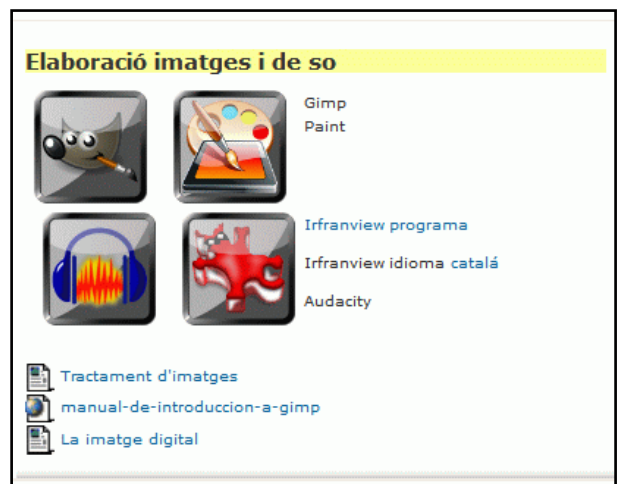 Elaboració imatges i de so
Gimp
Paint
Irfranview programa
Irfranview idioma catalá
Audacity
Tractament d'imatges
manual-de-introduccion-a-gimp
La imatge digital